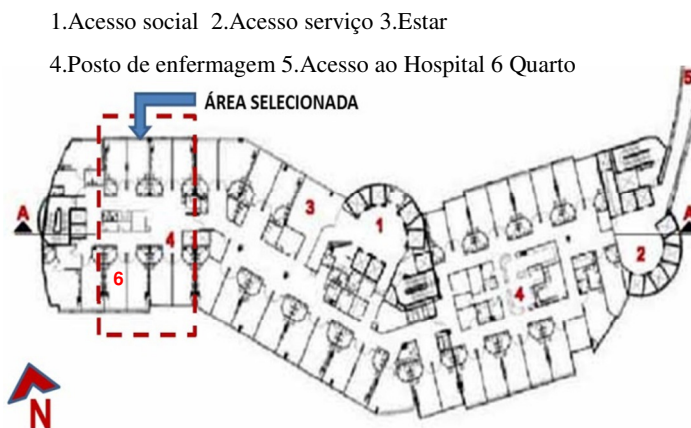 1.Acesso social 2.Acesso serviço 3.Estar
4.Posto de enfermagem 5.Acesso ao Hospital 6 Quarto
5
ÁREA SELECIONADA
A
3
1
A
4
2
6
4
N